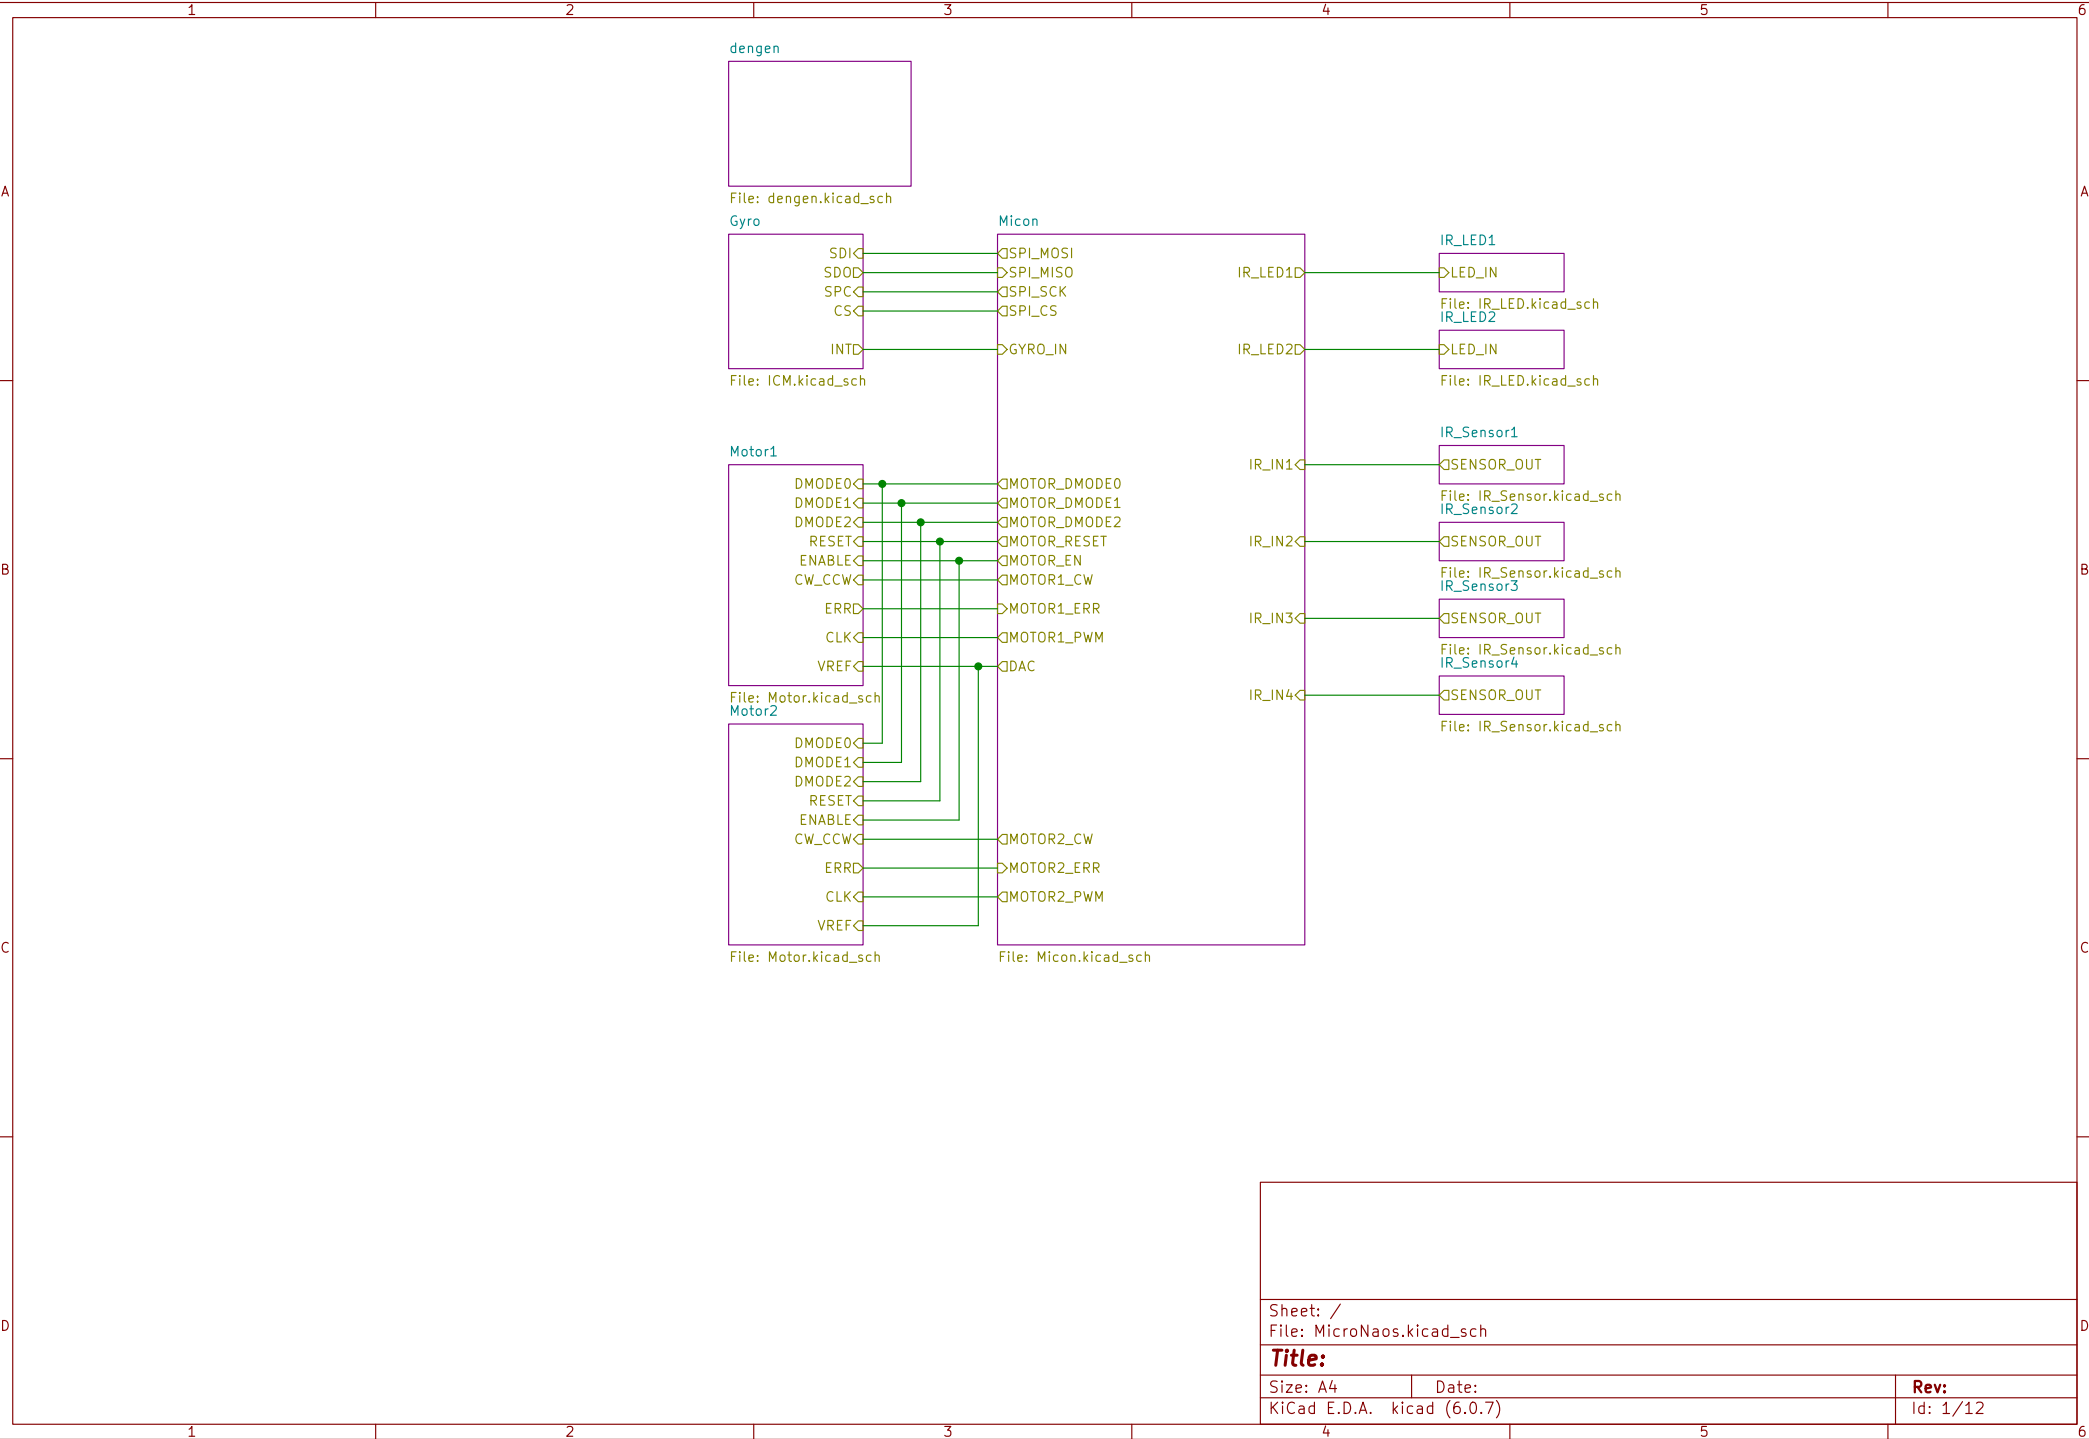 1 2 3 4 5 6
A A
B B
C C
D D
dengen
File: dengen.kicad_sch
Gyro
SDI
SDO
SPC
CS
INT
File: ICM.kicad_sch
Motor1
DMODE0
DMODE1
DMODE2
RESET
ENABLE
CW_CCW
ERR
CLK
VREF
File: Motor.kicad_sch
Motor2
DMODE0
DMODE1
DMODE2
RESET
ENABLE
CW_CCW
ERR
CLK
VREF
File: Motor.kicad_sch
Micon
SPI_MOSI
SPI_MISO
SPI_SCK
SPI_CS
GYRO_IN
MOTOR_DMODE0
MOTOR_DMODE1
MOTOR_DMODE2
MOTOR_RESET
MOTOR_EN
MOTOR1_CW
MOTOR1_ERR
MOTOR1_PWM
DAC
MOTOR2_CW
MOTOR2_ERR
MOTOR2_PWM
IR_LED1
IR_LED2
IR_IN1
IR_IN2
IR_IN3
IR_IN4
File: Micon.kicad_sch
IR_LED1
LED_IN
File: IR_LED.kicad_sch
IR_LED2
LED_IN
File: IR_LED.kicad_sch
IR_Sensor1
SENSOR_OUT
File: IR_Sensor.kicad_sch
IR_Sensor2
SENSOR_OUT
File: IR_Sensor.kicad_sch
IR_Sensor3
SENSOR_OUT
File: IR_Sensor.kicad_sch
IR_Sensor4
SENSOR_OUT
File: IR_Sensor.kicad_sch
Sheet: /
File: MicroNaos.kicad_sch
Title:
Size: A4 Date: Rev:
KiCad E.D.A. kicad (6.0.7) Id: 1/12
1 2 3 4 5 6